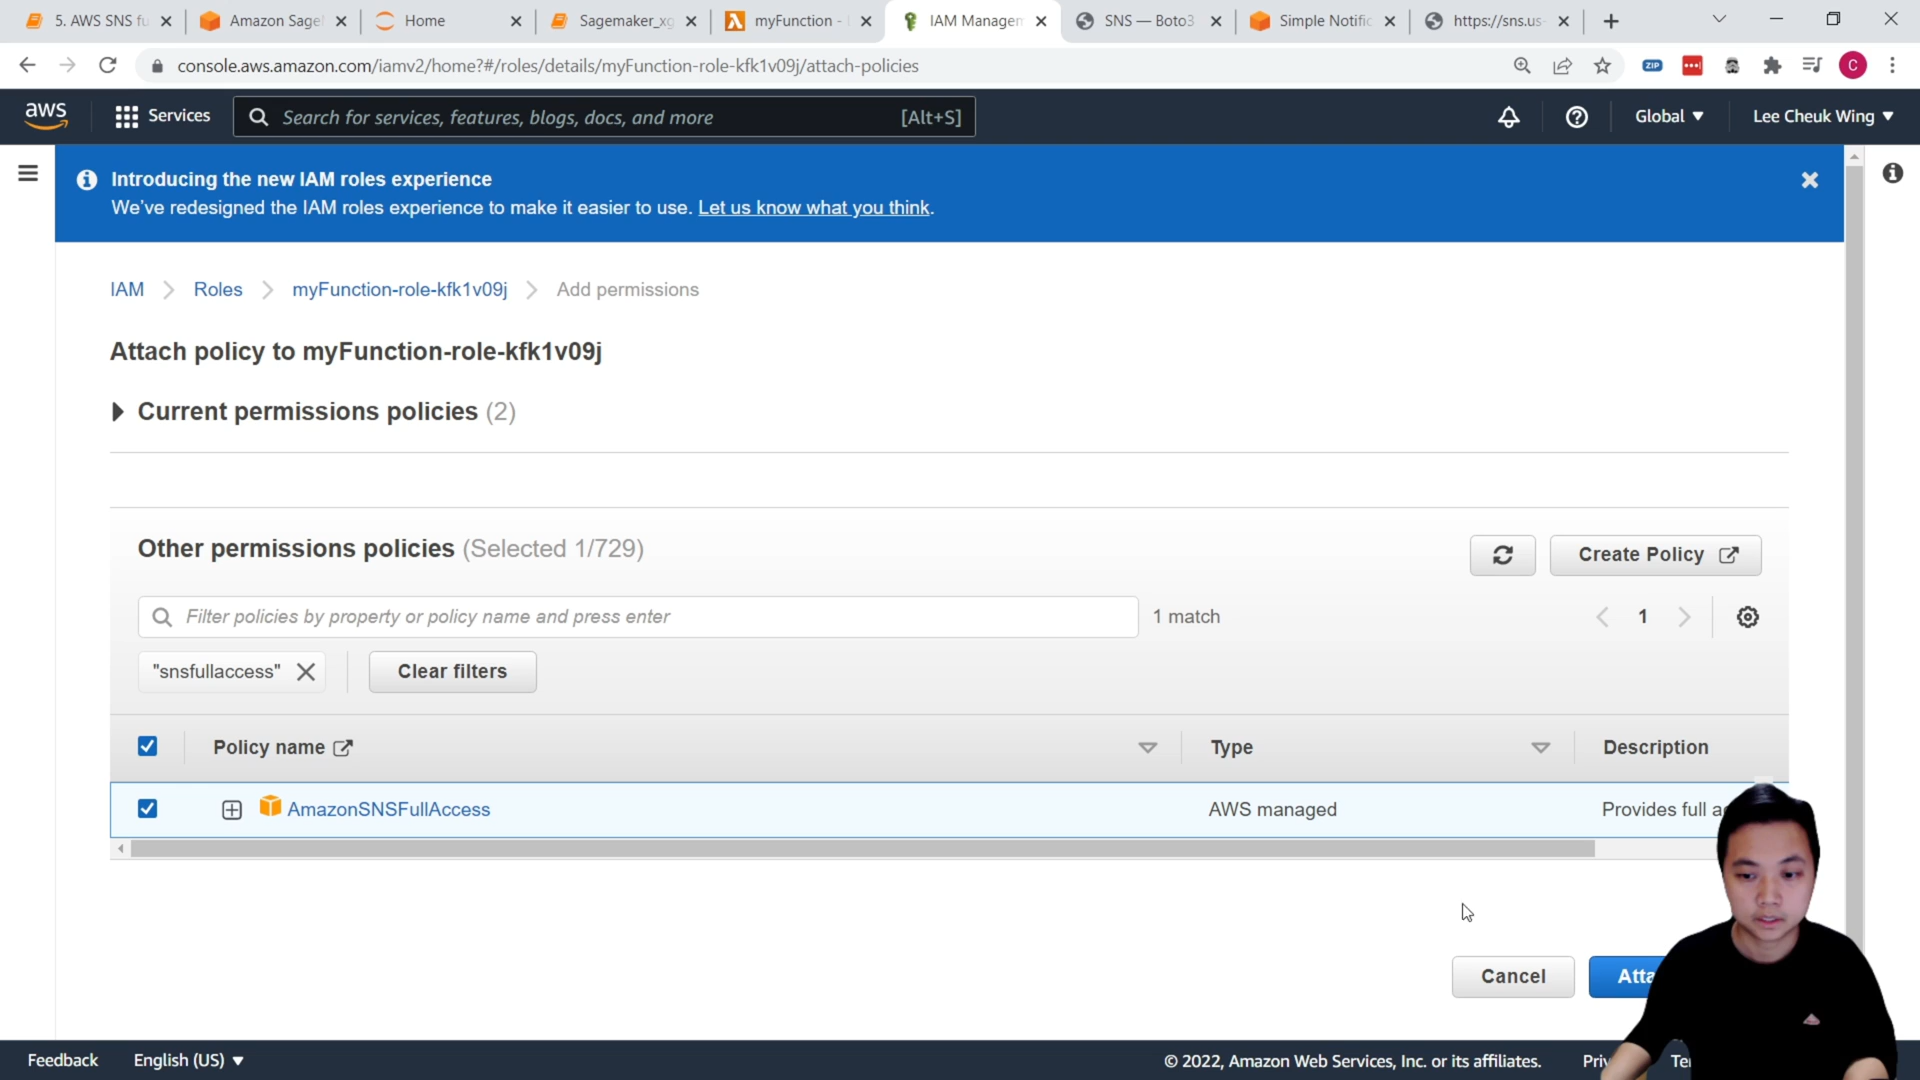 5. AWS SNS fu
Amazon Sage
Home
Sagemaker_xg
myFunction -
IAM Managem
SNS — Boto3
Simple Notific
https://sns.us-
console.aws.amazon.com/iamv2/home?#/roles/details/myFunction-role-kfk1v09j/attach-policies
ZIP
C
aws
Services
Search for services, features, blogs, docs, and more
[Alt+S]
Global
Lee Cheuk Wing
Introducing the new IAM roles experience
We've redesigned the IAM roles experience to make it easier to use. Let us know what you think.
IAM > Roles > myFunction-role-kfk1v09j > Add permissions
Attach policy to myFunction-role-kfk1v09j
Current permissions policies (2)
Other permissions policies (Selected 1/729)
Create Policy
Filter policies by property or policy name and press enter
1 match
1
"snsfullaccess"
Clear filters
Policy name
Type
Description
AmazonSNSFullAccess
AWS managed
Provides full a
Cancel
Atta
Feedback
English (US)
© 2022, Amazon Web Services, Inc. or its affiliates.
Priv
Te